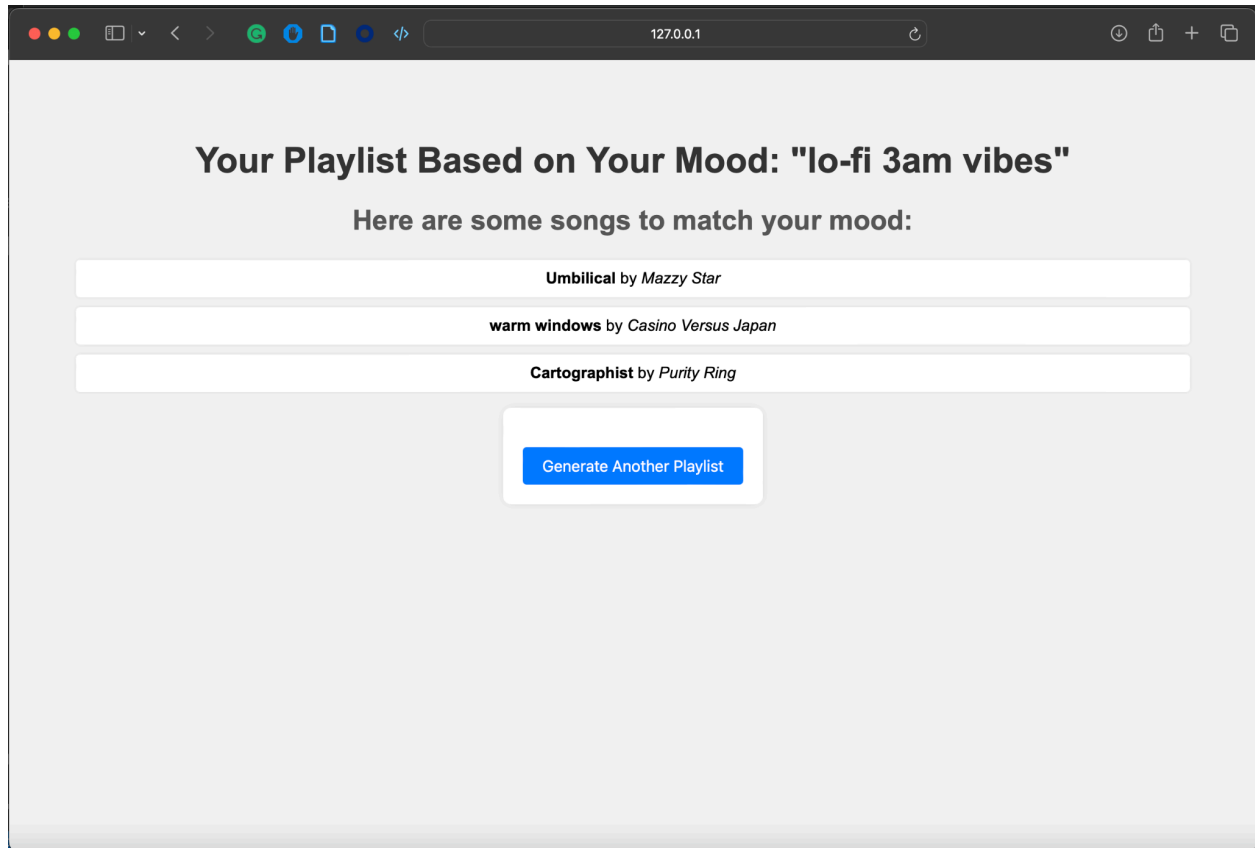 127.0.0.1
Your Playlist Based on Your Mood: "lo-fi 3am vibes"
Here are some songs to match your mood:
Umbilical by Mazzy Star
warm windows by Casino Versus Japan
Cartographist by Purity Ring
Generate Another Playlist